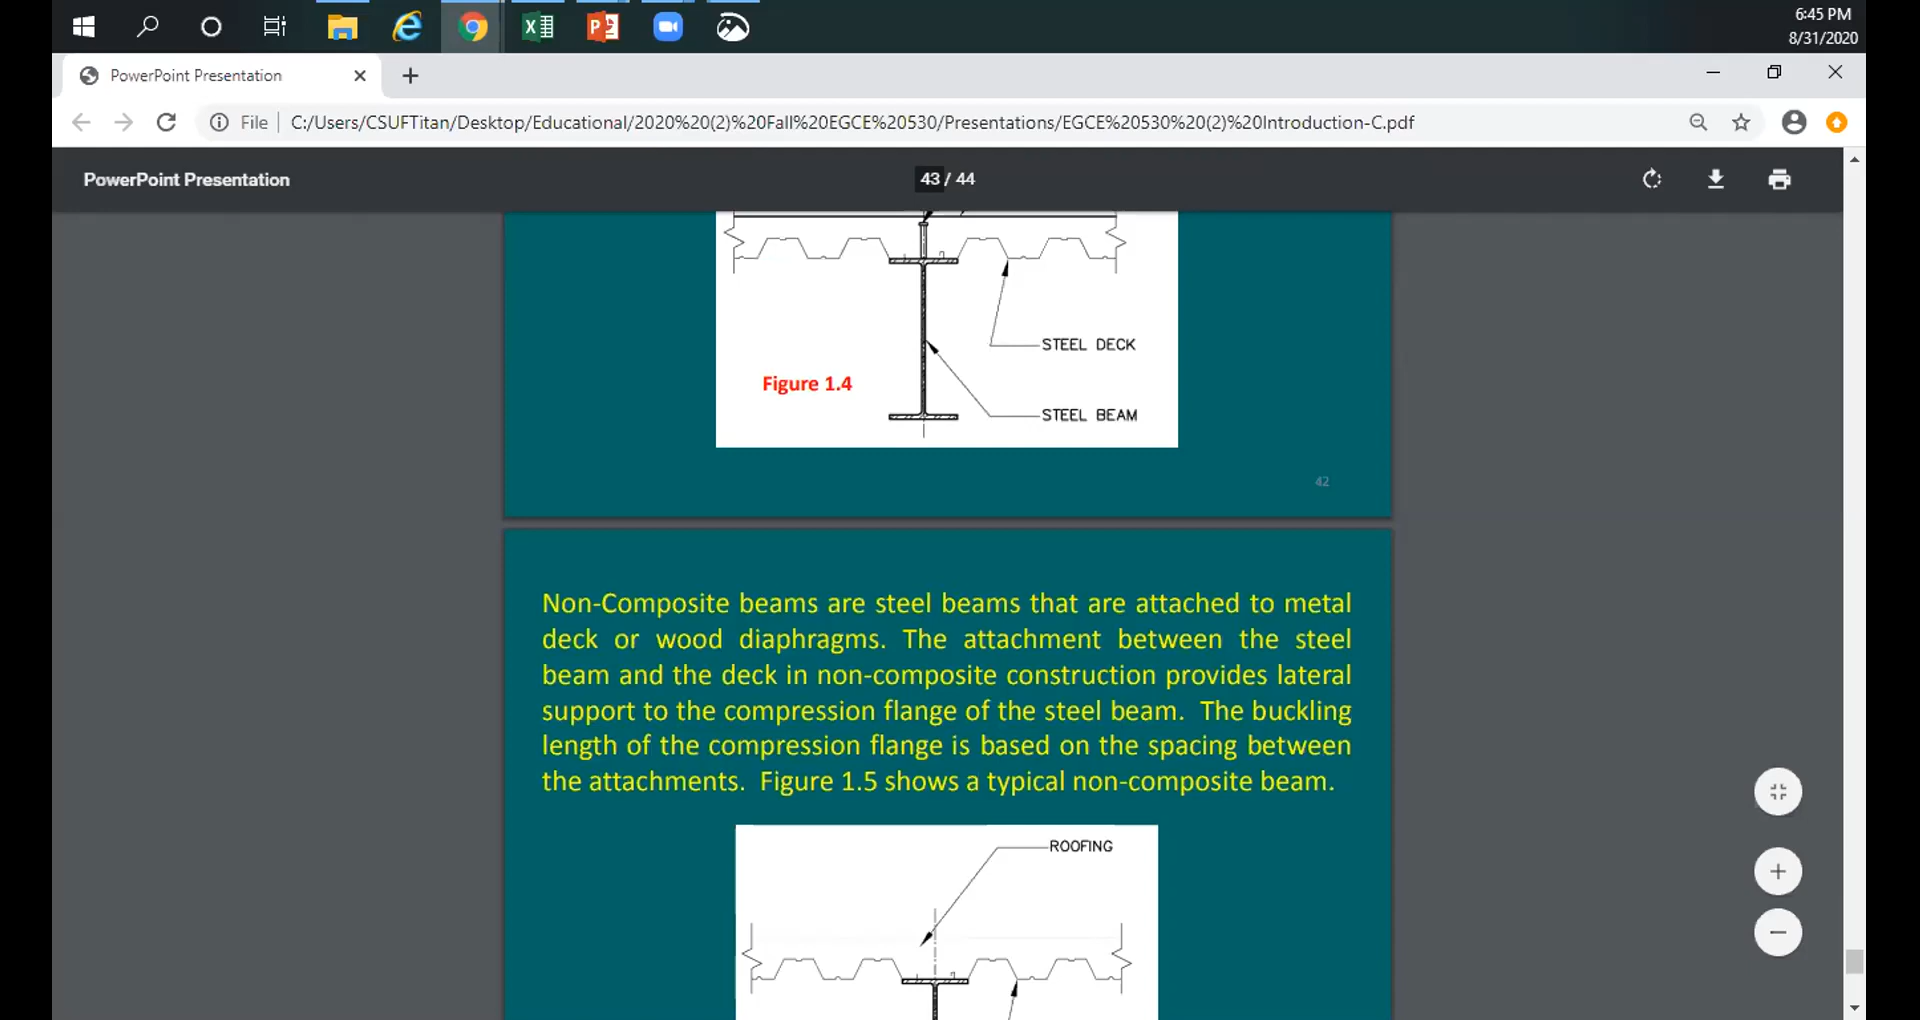 6:45 PM
8/31/2020
PowerPoint Presentation
File
C:/Users/CSUFTitan/Desktop/Educational/2020%20(2)%20Fall%20EGCE%20530/Presentations/EGCE%20530%20(2)%20Introduction-C.pdf
PowerPoint Presentation
43 / 44
STEEL DECK
Figure 1.4
STEEL BEAM
42
Non-Composite beams are steel beams that are attached to metal
deck or wood diaphragms. The attachment between the steel
beam and the deck in non-composite construction provides lateral
support to the compression flange of the steel beam. The buckling
length of the compression flange is based on the spacing between
the attachments. Figure 1.5 shows a typical non-composite beam.
ROOFING